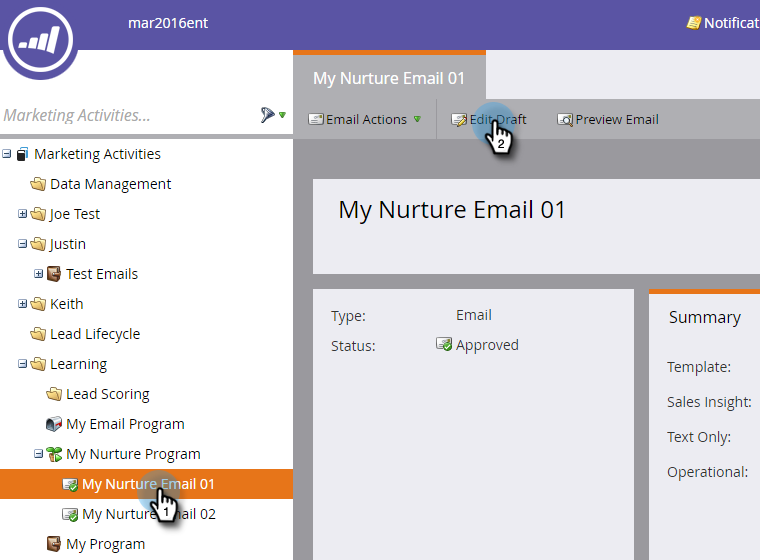 mar2016ent
Notificat
My Nurture Email 01
Marketing Activities...
Email Actions
Edit Draft
Preview Email
2
Marketing Activities
Data Management
Joe Test
Justin
Test Emails
Keith
Lead Lifecycle
Learning
Lead Scoring
My Email Program
My Nurture Program
My Nurture Email 01
1
My Nurture Email 02
My Program
My Nurture Email 01
Type: Email
Status: Approved
Summary
Template:
Sales Insight:
Text Only:
Operational: